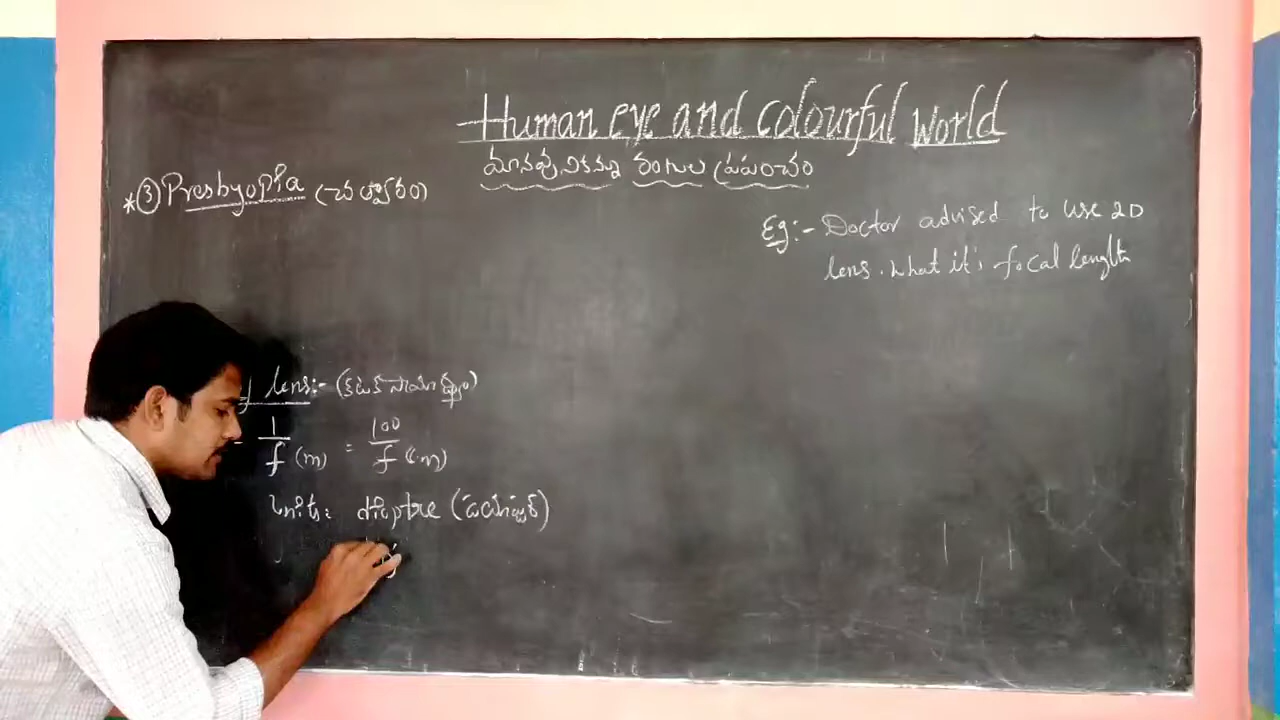 Human eye and colourful World
మానవుని కన్ను రంగుల ప్రపంచం
*③ Presbyopia (చత్వారం)
Eg:- Doctor advised to use 2D
lens. What it's focal length
f lens:- (కటక సామర్థ్యం)
= 1/f (m) = 100/f (c.m)
Units: dioptre (డయాప్టర్)